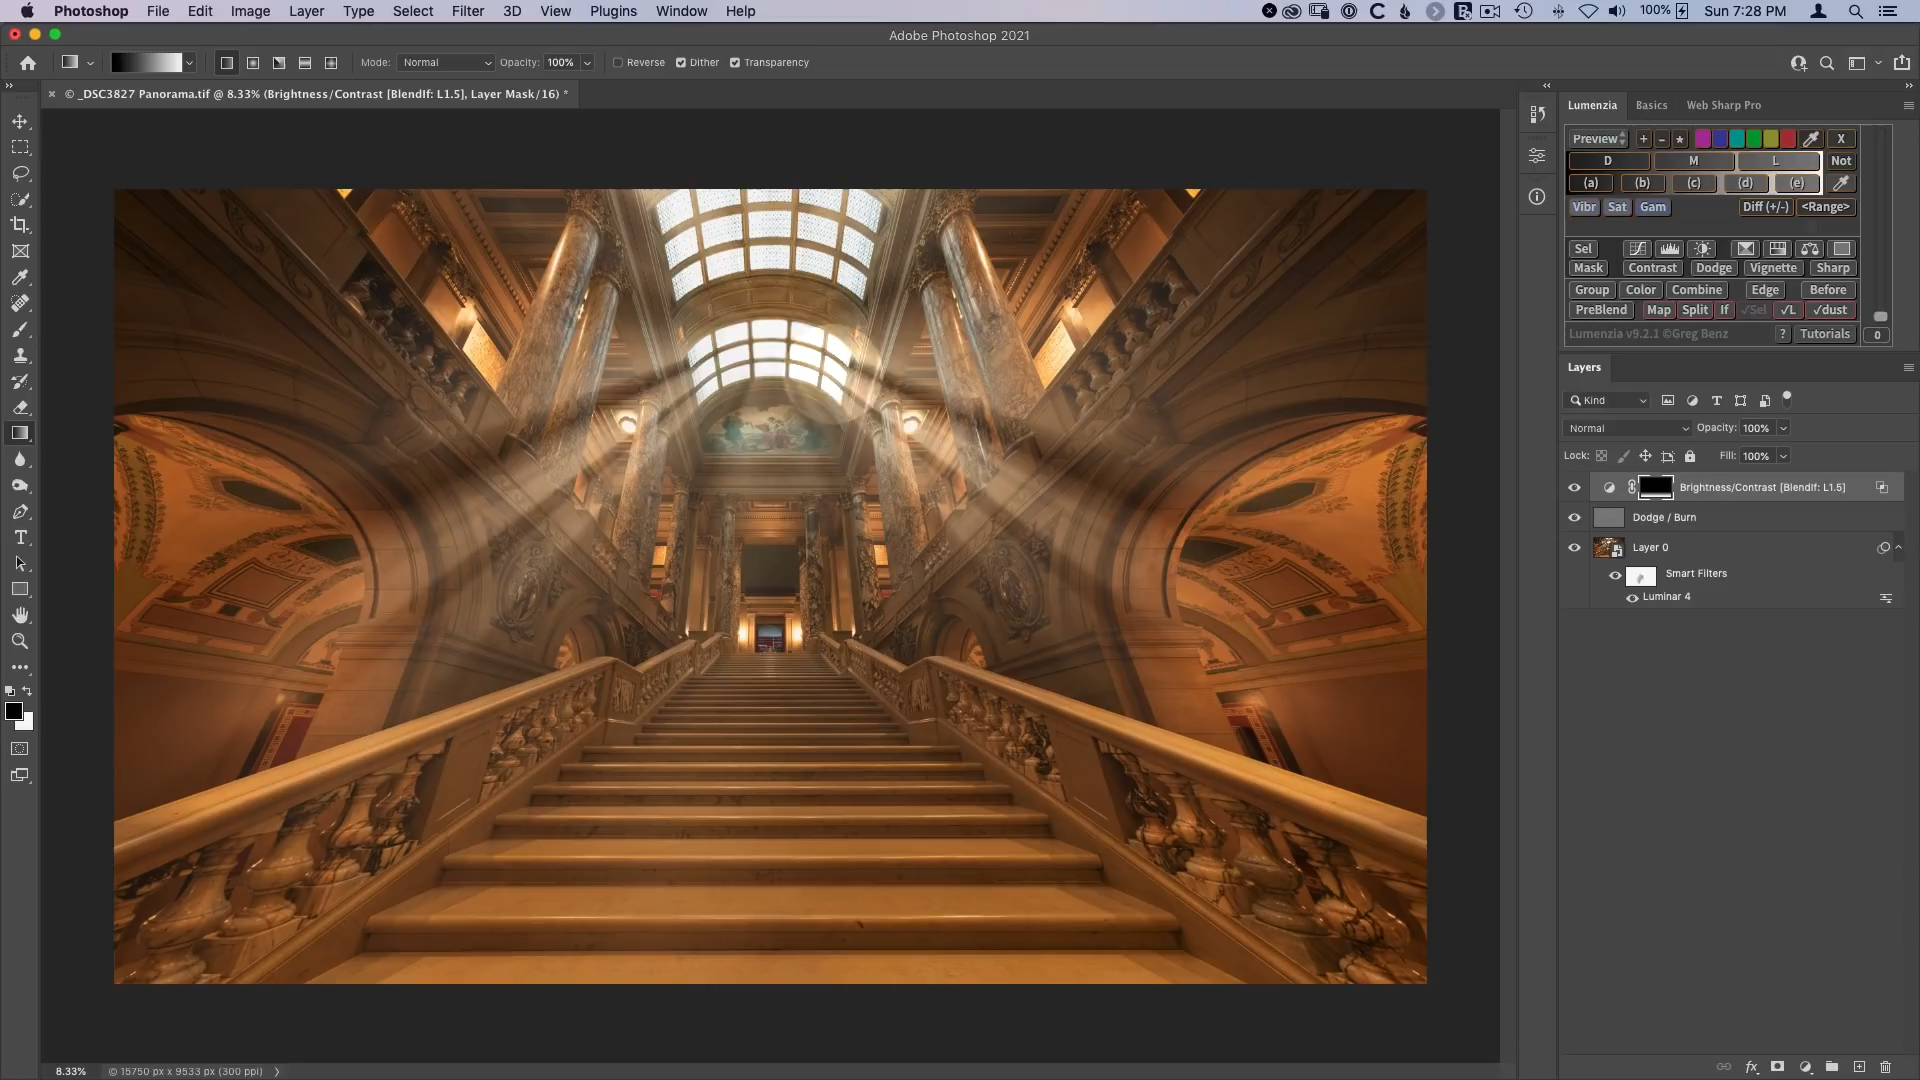 Photoshop File Edit Image Layer Type Select Filter 3D View Plugins Window Help 100% Sun 7:28 PM
Adobe Photoshop 2021
Mode: Normal Opacity: 100% Reverse Dither Transparency
© _DSC3827 Panorama.tif @ 8.33% (Brightness/Contrast [BlendIf: L1.5], Layer Mask/16) *
Lumenzia Basics Web Sharp Pro
Preview + - * X
D M L Not
(a) (b) (c) (d) (e)
Vibr Sat Gam Diff (+/-) <Range>
Sel
Mask Contrast Dodge Vignette Sharp
Group Color Combine Edge Before
PreBlend Map Split If √Sel √L √dust
Lumenzia v9.2.1 ©Greg Benz ? Tutorials 0
Layers
Kind
Normal Opacity: 100%
Lock: Fill: 100%
Brightness/Contrast [BlendIf: L1.5]
Dodge / Burn
Layer 0
Smart Filters
Luminar 4
8.33% © 15750 px x 9533 px (300 ppi)